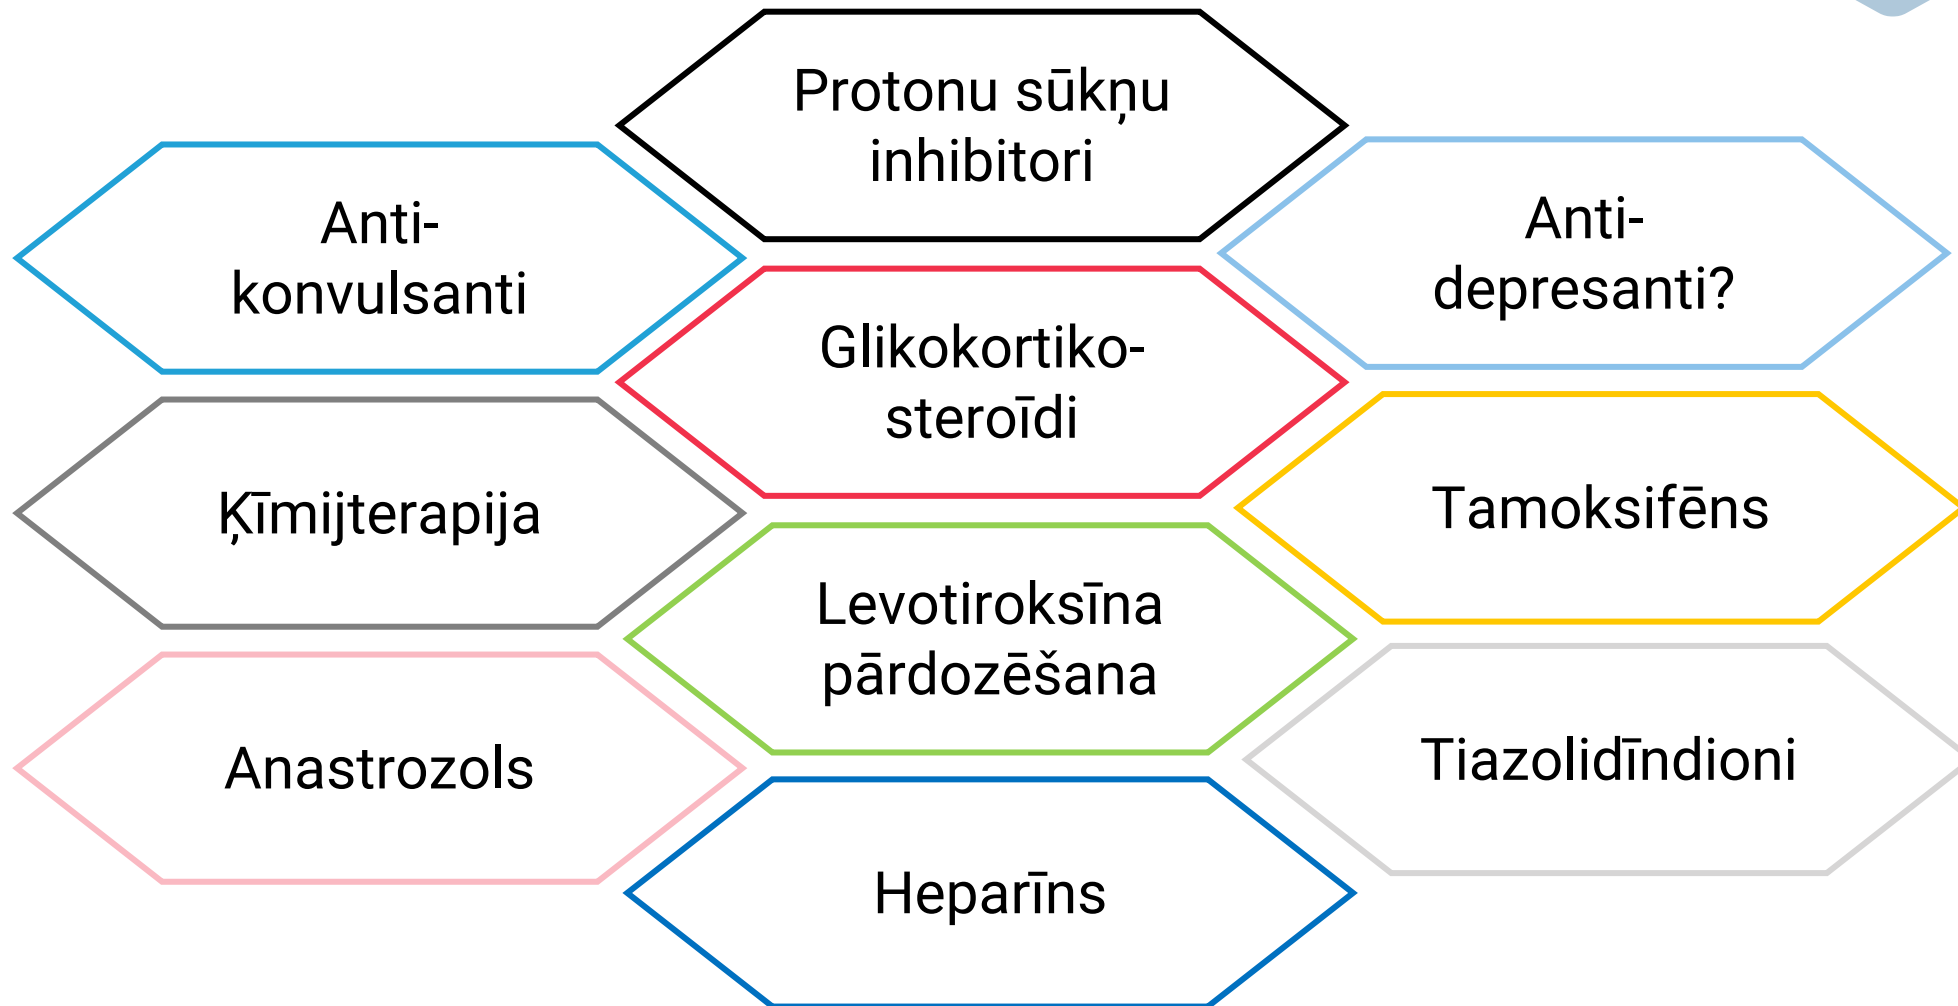 Protonu sūkņu
inhibitori
Anti-
konvulsanti
Anti-
depresanti?
Glikokortiko-
steroīdi
Ķīmijterapija
Tamoksifēns
Levotiroksīna
pārdozēšana
Anastrozols
Tiazolidīndioni
Heparīns